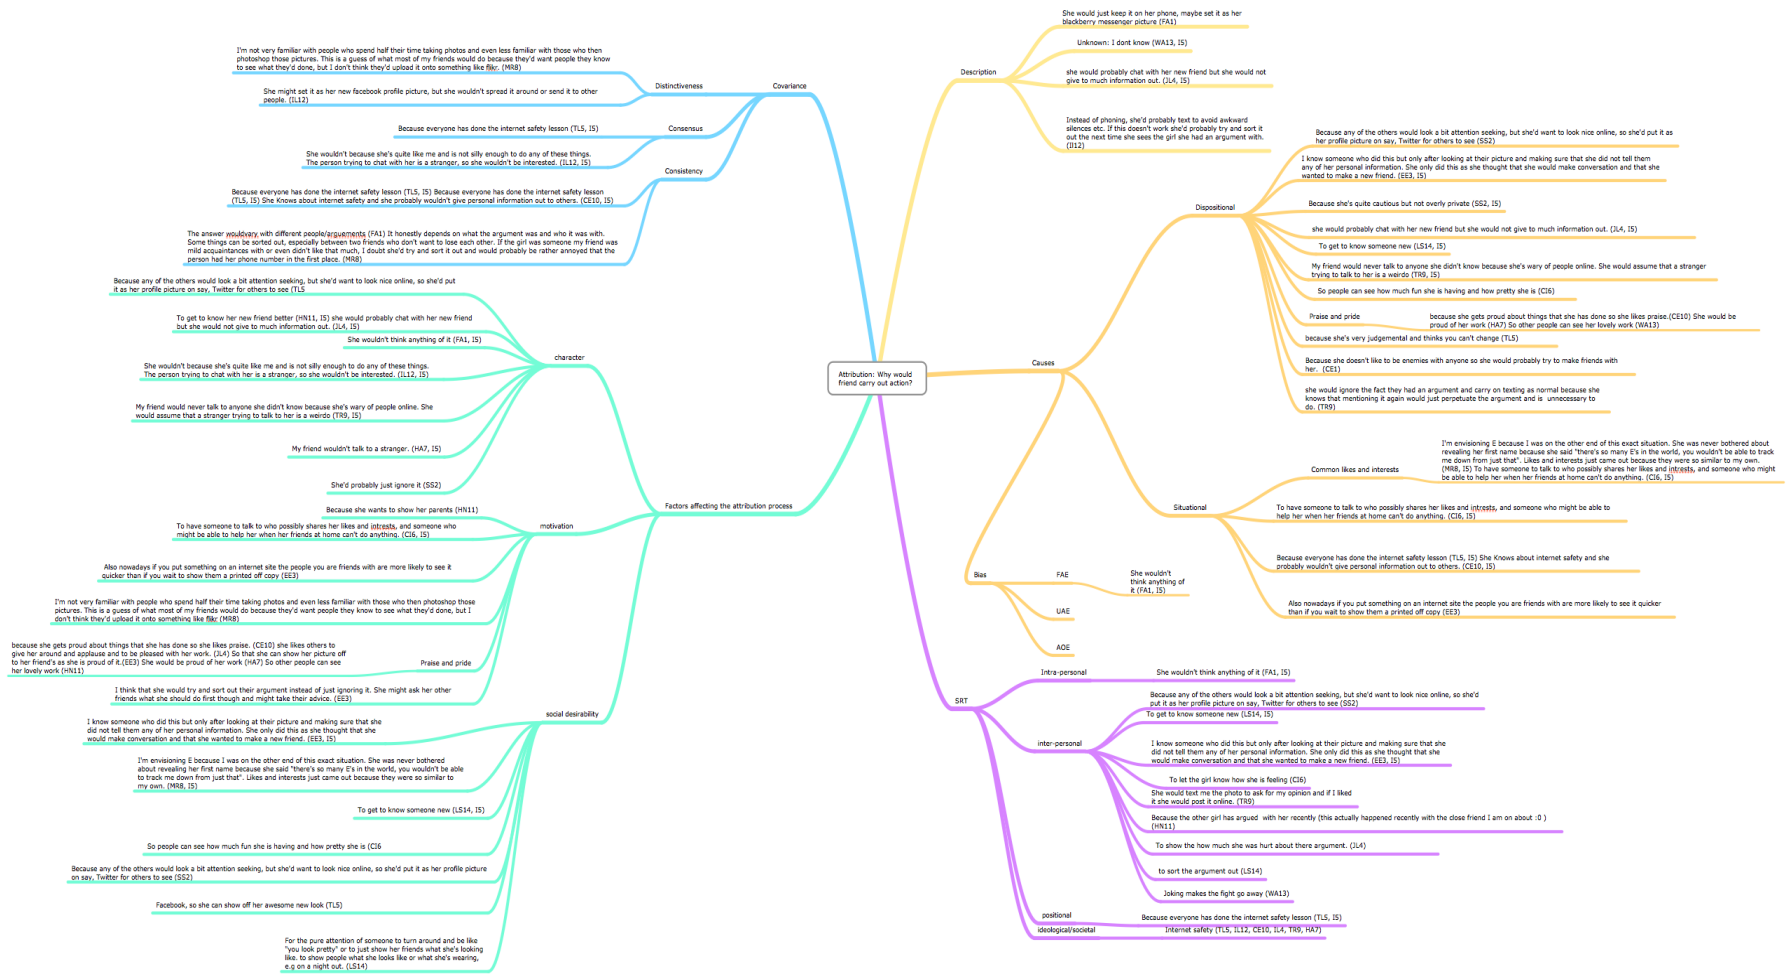 Attribution: Why would
friend carry out action?
Covariance
Distinctiveness
I'm not very familiar with people who spend half their time taking photos and even less familiar with those who then
photoshop those pictures. This is a guess of what most of my friends would do because they'd want people they know
to see what they'd done, but I don't think they'd upload it onto something like flikr. (MR8)
She might set it as her new facebook profile picture, but she wouldn't spread it around or send it to other
people. (IL12)
Consensus
Because everyone has done the internet safety lesson (TL5, I5)
She wouldn't because she's quite like me and is not silly enough to do any of these things.
The person trying to chat with her is a stranger, so she wouldn't be interested. (IL12, I5)
Consistency
Because everyone has done the internet safety lesson (TL5, I5) Because everyone has done the internet safety lesson
(TL5, I5) She Knows about internet safety and she probably wouldn't give personal information out to others. (CE10, I5)
The answer wouldvary with different people/arguements (FA1) It honestly depends on what the argument was and who it was with.
Some things can be sorted out, especially between two friends who don't want to lose each other. If the girl was someone my friend was
mild acquaintances with or even didn't like that much, I doubt she'd try and sort it out and would probably be rather annoyed that the
person had her phone number in the first place. (MR8)
Factors affecting the attribution process
character
Because any of the others would look a bit attention seeking, but she'd want to look nice online, so she'd put
it as her profile picture on say, Twitter for others to see (TL5
To get to know her new friend better (HN11, I5) she would probably chat with her new friend
but she would not give to much information out. (JL4, I5)
She wouldn't think anything of it (FA1, I5)
She wouldn't because she's quite like me and is not silly enough to do any of these things.
The person trying to chat with her is a stranger, so she wouldn't be interested. (IL12, I5)
My friend would never talk to anyone she didn't know because she's wary of people online. She
would assume that a stranger trying to talk to her is a weirdo (TR9, I5)
My friend wouldn't talk to a stranger. (HA7, I5)
She'd probably just ignore it (SS2)
motivation
Because she wants to show her parents (HN11)
To have someone to talk to who possibly shares her likes and intrests, and someone who
might be able to help her when her friends at home can't do anything. (CI6, I5)
Also nowadays if you put something on an internet site the people you are friends with are more likely to see it
quicker than if you wait to show them a printed off copy (EE3)
I'm not very familiar with people who spend half their time taking photos and even less familiar with those who then photoshop those
pictures. This is a guess of what most of my friends would do because they'd want people they know to see what they'd done, but I
don't think they'd upload it onto something like flikr (MR8)
Praise and pride
because she gets proud about things that she has done so she likes praise. (CE10) she likes others to
give her around and applause and to be pleased with her work. (JL4) So that she can show her picture off
to her friend's as she is proud of it.(EE3) She would be proud of her work (HA7) So other people can see
her lovely work (HN11)
I think that she would try and sort out their argument instead of just ignoring it. She might ask her other
friends what she should do first though and might take their advice. (EE3)
social desirability
I know someone who did this but only after looking at their picture and making sure that she
did not tell them any of her personal information. She only did this as she thought that she
would make conversation and that she wanted to make a new friend. (EE3, I5)
I'm envisioning E because I was on the other end of this exact situation. She was never bothered
about revealing her first name because she said "there's so many E's in the world, you wouldn't be able
to track me down from just that". Likes and interests just came out because they were so similar to
my own. (MR8, I5)
To get to know someone new (LS14, I5)
So people can see how much fun she is having and how pretty she is (CI6
Because any of the others would look a bit attention seeking, but she'd want to look nice online, so she'd put it as her profile picture
on say, Twitter for others to see (SS2)
Facebook, so she can show off her awesome new look (TL5)
For the pure attention of someone to turn around and be like
"you look pretty" or to just show her friends what she's looking
like. to show people what she looks like or what she's wearing,
e.g on a night out. (LS14)
Description
She would just keep it on her phone, maybe set it as her
blackberry messenger picture (FA1)
Unknown: I dont know (WA13, I5)
she would probably chat with her new friend but she would not
give to much information out. (JL4, I5)
Instead of phoning, she'd probably text to avoid awkward
silences etc. If this doesn't work she'd probably try and sort it
out the next time she sees the girl she had an argument with.
(Il12)
Causes
Dispositional
Because any of the others would look a bit attention seeking, but she'd want to look nice online, so she'd put it as
her profile picture on say, Twitter for others to see (SS2)
I know someone who did this but only after looking at their picture and making sure that she did not tell them
any of her personal information. She only did this as she thought that she would make conversation and that she
wanted to make a new friend. (EE3, I5)
Because she's quite cautious but not overly private (SS2, I5)
she would probably chat with her new friend but she would not give to much information out. (JL4, I5)
To get to know someone new (LS14, I5)
My friend would never talk to anyone she didn't know because she's wary of people online. She would assume that a stranger
trying to talk to her is a weirdo (TR9, I5)
So people can see how much fun she is having and how pretty she is (CI6)
Praise and pride
because she gets proud about things that she has done so she likes praise.(CE10) She would be
proud of her work (HA7) So other people can see her lovely work (WA13)
because she's very judgemental and thinks you can't change (TL5)
Because she doesn't like to be enemies with anyone so she would probably try to make friends with
her. (CE1)
she would ignore the fact they had an argument and carry on texting as normal because she
knows that mentioning it again would just perpetuate the argument and is unnecessary to
do. (TR9)
Situational
Common likes and interests
I'm envisioning E because I was on the other end of this exact situation. She was never bothered about
revealing her first name because she said "there's so many E's in the world, you wouldn't be able to track
me down from just that". Likes and interests just came out because they were so similar to my own.
(MR8, I5) To have someone to talk to who possibly shares her likes and intrests, and someone who might
be able to help her when her friends at home can't do anything. (CI6, I5)
To have someone to talk to who possibly shares her likes and intrests, and someone who might be able to
help her when her friends at home can't do anything. (CI6, I5)
Because everyone has done the internet safety lesson (TL5, I5) She Knows about internet safety and she
probably wouldn't give personal information out to others. (CE10, I5)
Also nowadays if you put something on an internet site the people you are friends with are more likely to see it quicker
than if you wait to show them a printed off copy (EE3)
Bias
FAE
She wouldn't
think anything of
it (FA1, I5)
UAE
AOE
SRT
Intra-personal
She wouldn't think anything of it (FA1, I5)
inter-personal
Because any of the others would look a bit attention seeking, but she'd want to look nice online, so she'd
put it as her profile picture on say, Twitter for others to see (SS2)
To get to know someone new (LS14, I5)
I know someone who did this but only after looking at their picture and making sure that she
did not tell them any of her personal information. She only did this as she thought that she
would make conversation and that she wanted to make a new friend. (EE3, I5)
To let the girl know how she is feeling (CI6)
She would text me the photo to ask for my opinion and if I liked
it she would post it online. (TR9)
Because the other girl has argued with her recently (this actually happened recently with the close friend I am on about :0 )
(HN11)
To show the how much she was hurt about there argument. (JL4)
to sort the argument out (LS14)
Joking makes the fight go away (WA13)
positional
Because everyone has done the internet safety lesson (TL5, I5)
ideological/societal
Internet safety (TL5, IL12, CE10, IL4, TR9, HA7)